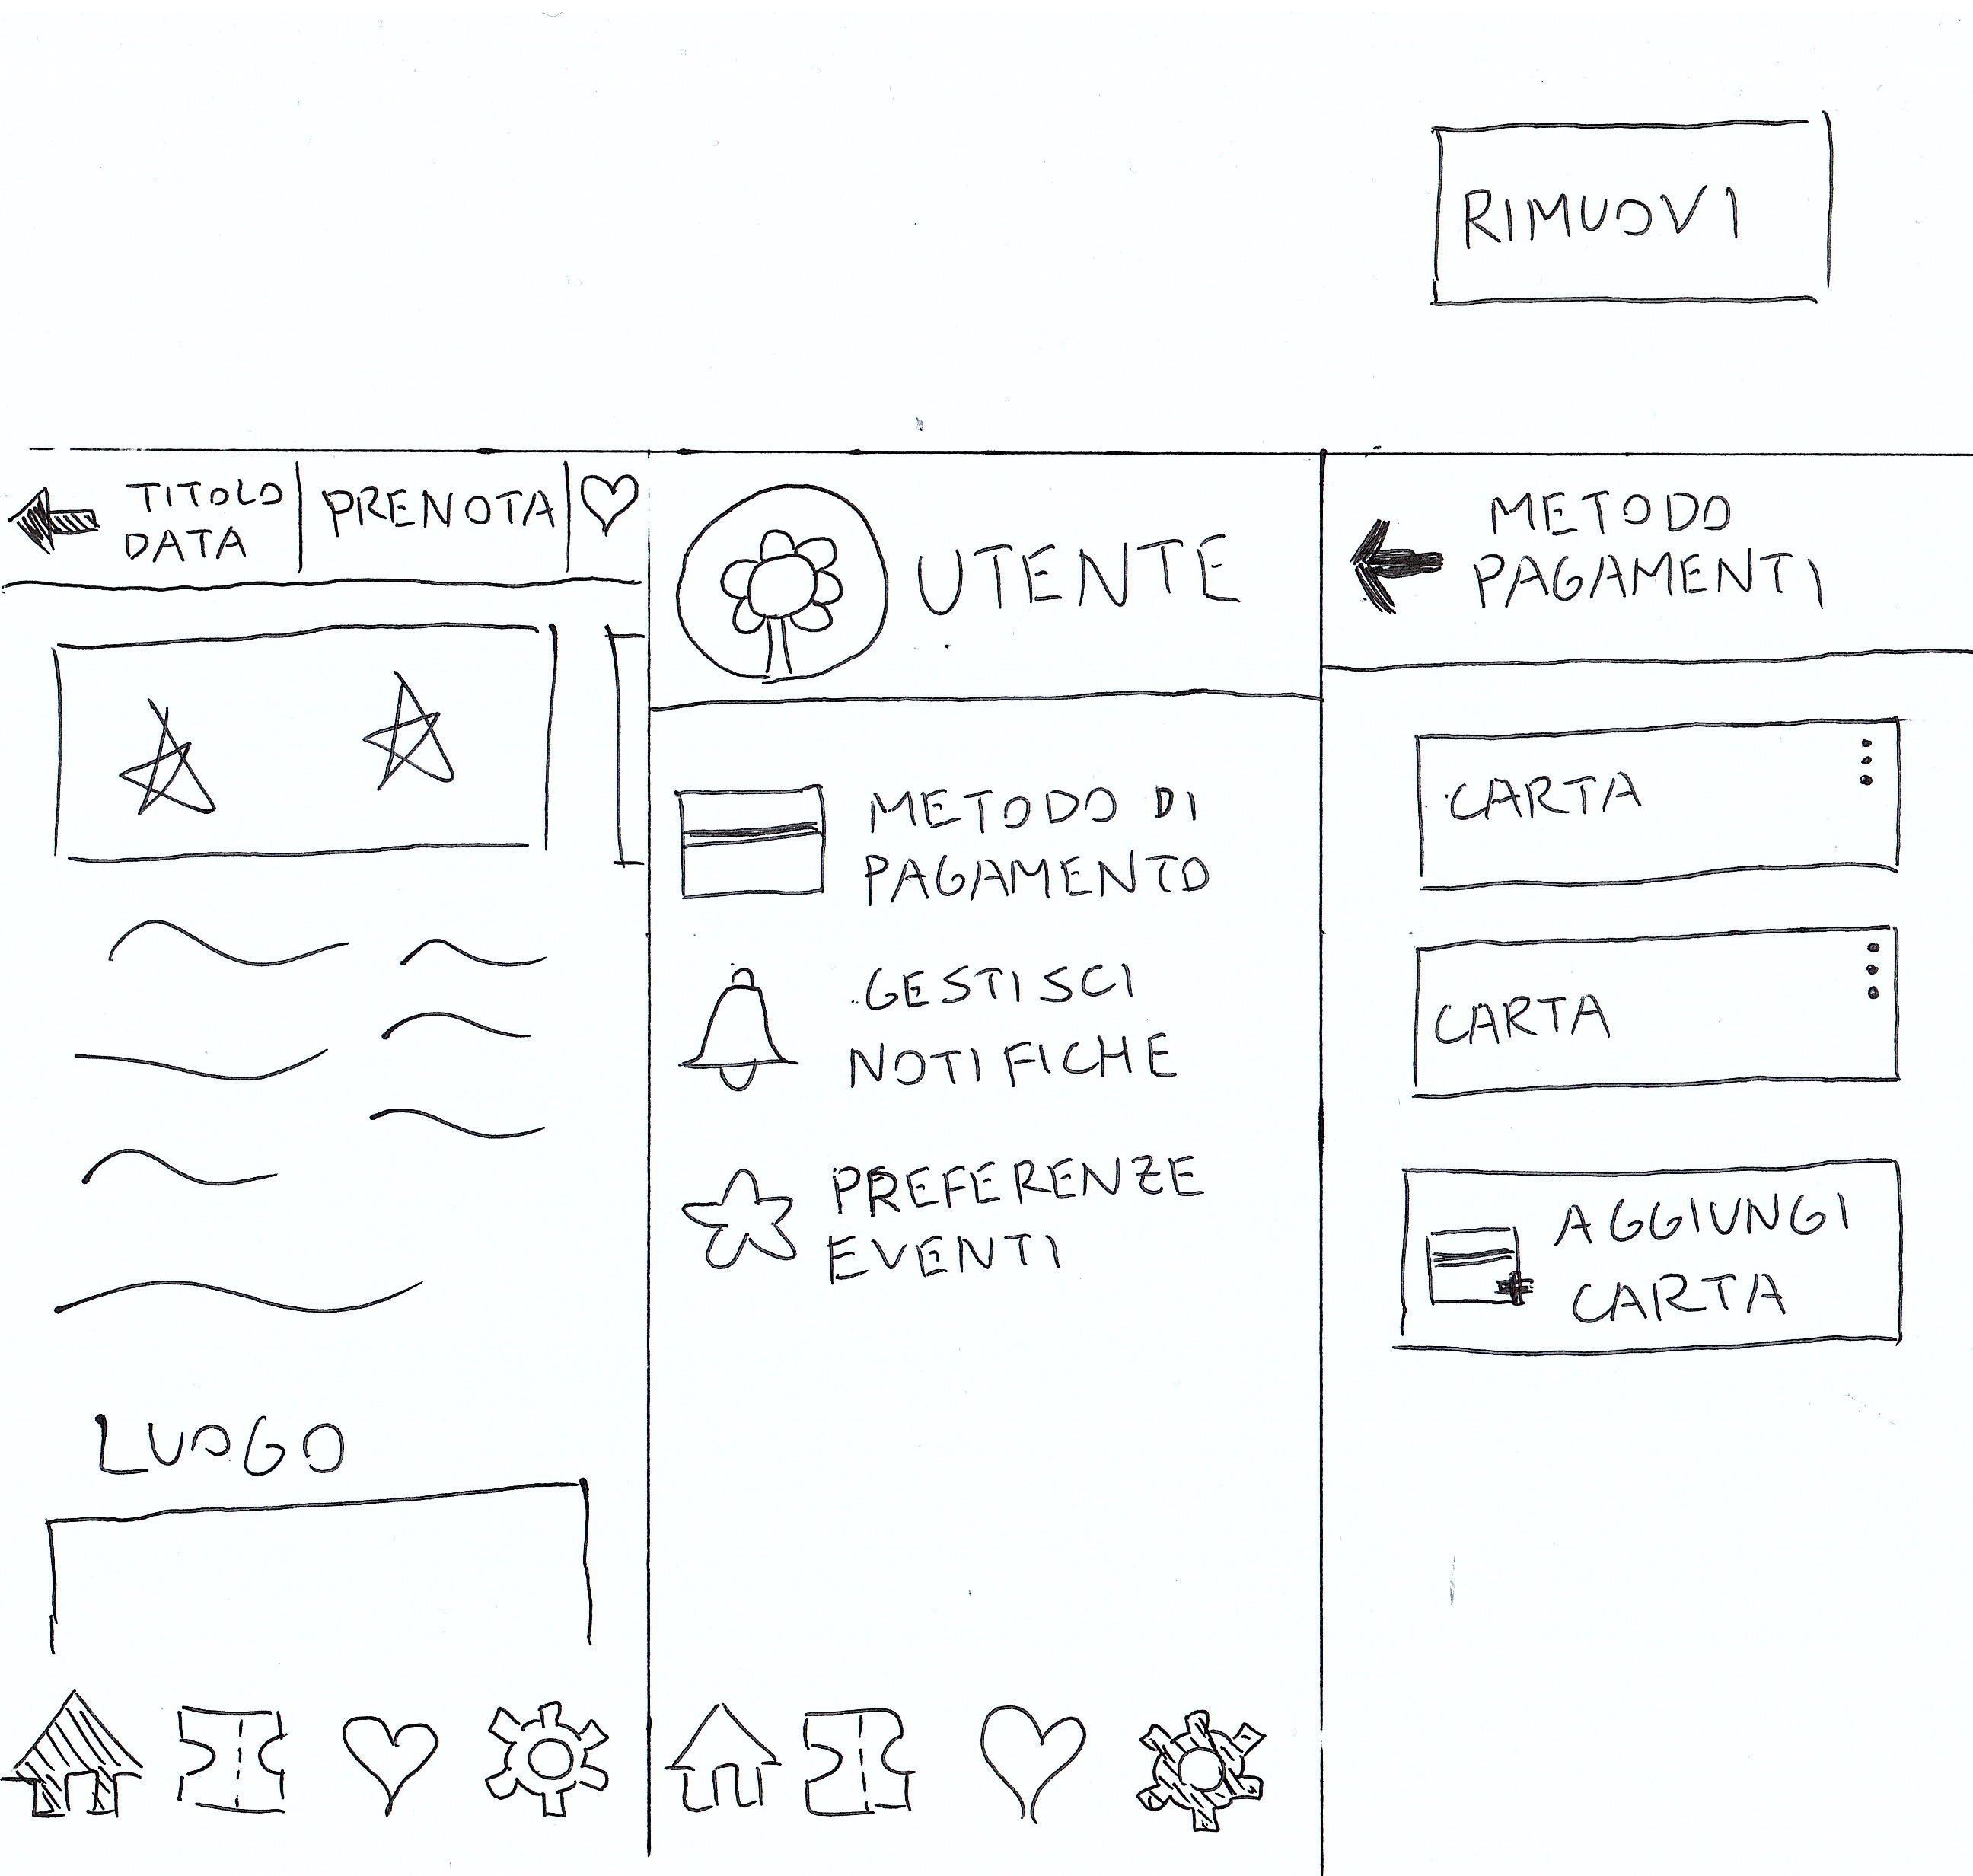 RIMUOVI
TITOLO
DATA
PRENOTA
LUOGO
UTENTE
METODO DI
PAGAMENTO
GESTISCI
NOTIFICHE
PREFERENZE
EVENTI
METODO
PAGAMENTI
CARTA
CARTA
AGGIUNGI
CARTA